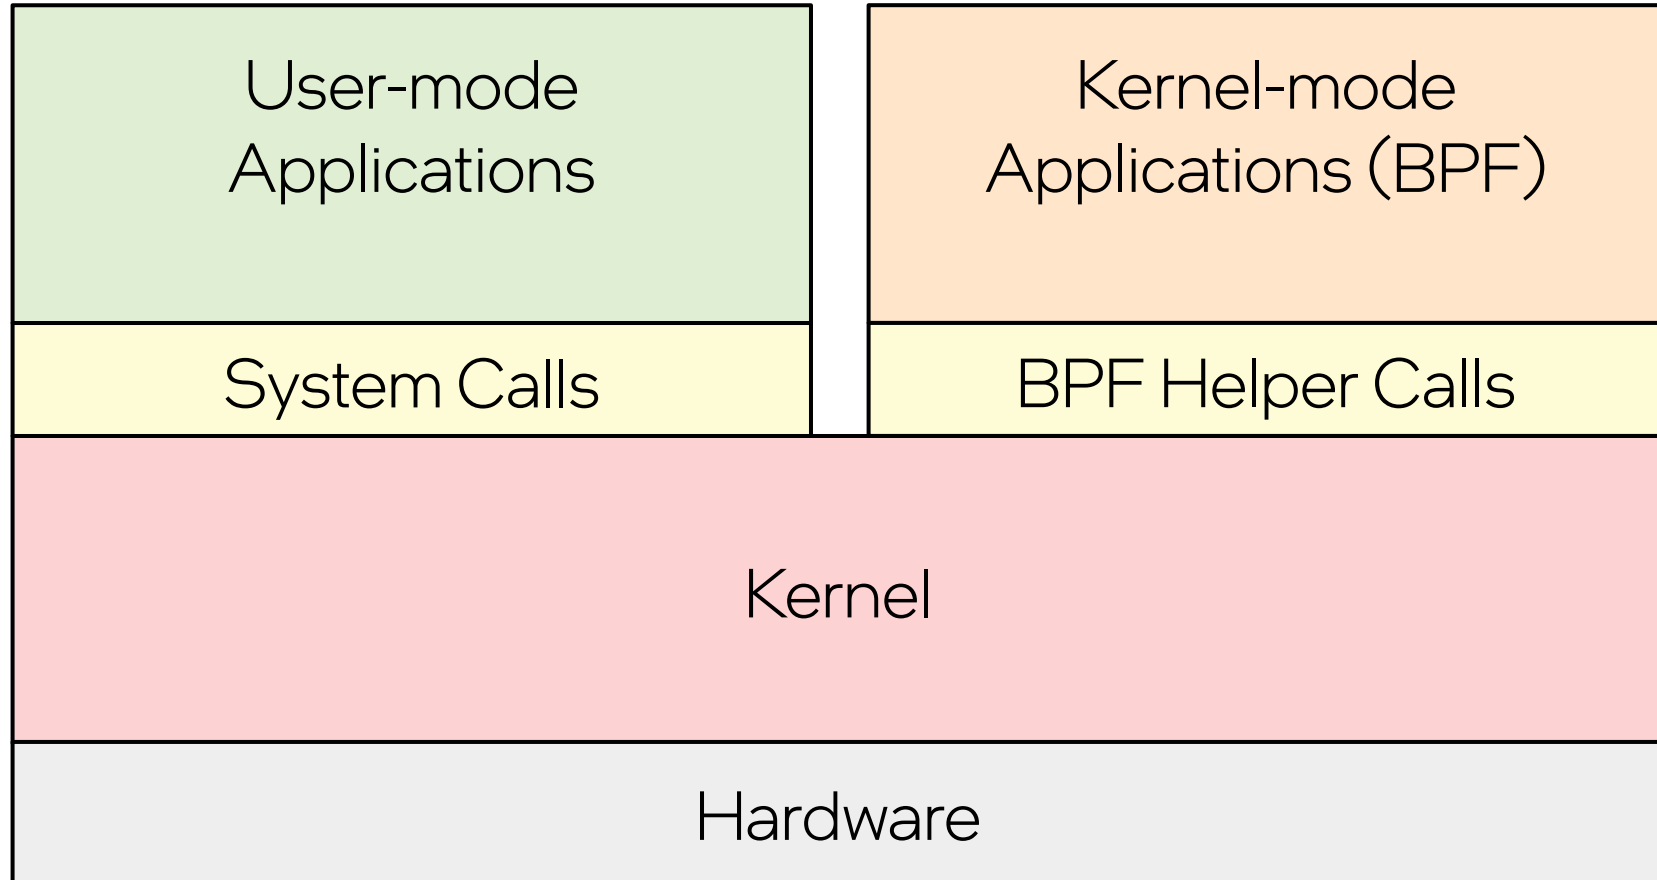 User-mode
Applications
Kernel-mode
Applications (BPF)
System Calls
BPF Helper Calls
Kernel
Hardware